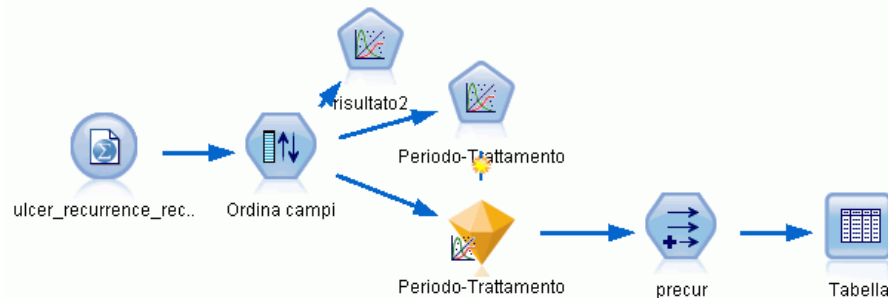 risultato2
Periodo-Trattamento
ulcer_recurrence_rec..
Ordina campi
Periodo-Trattamento
precur
Tabella